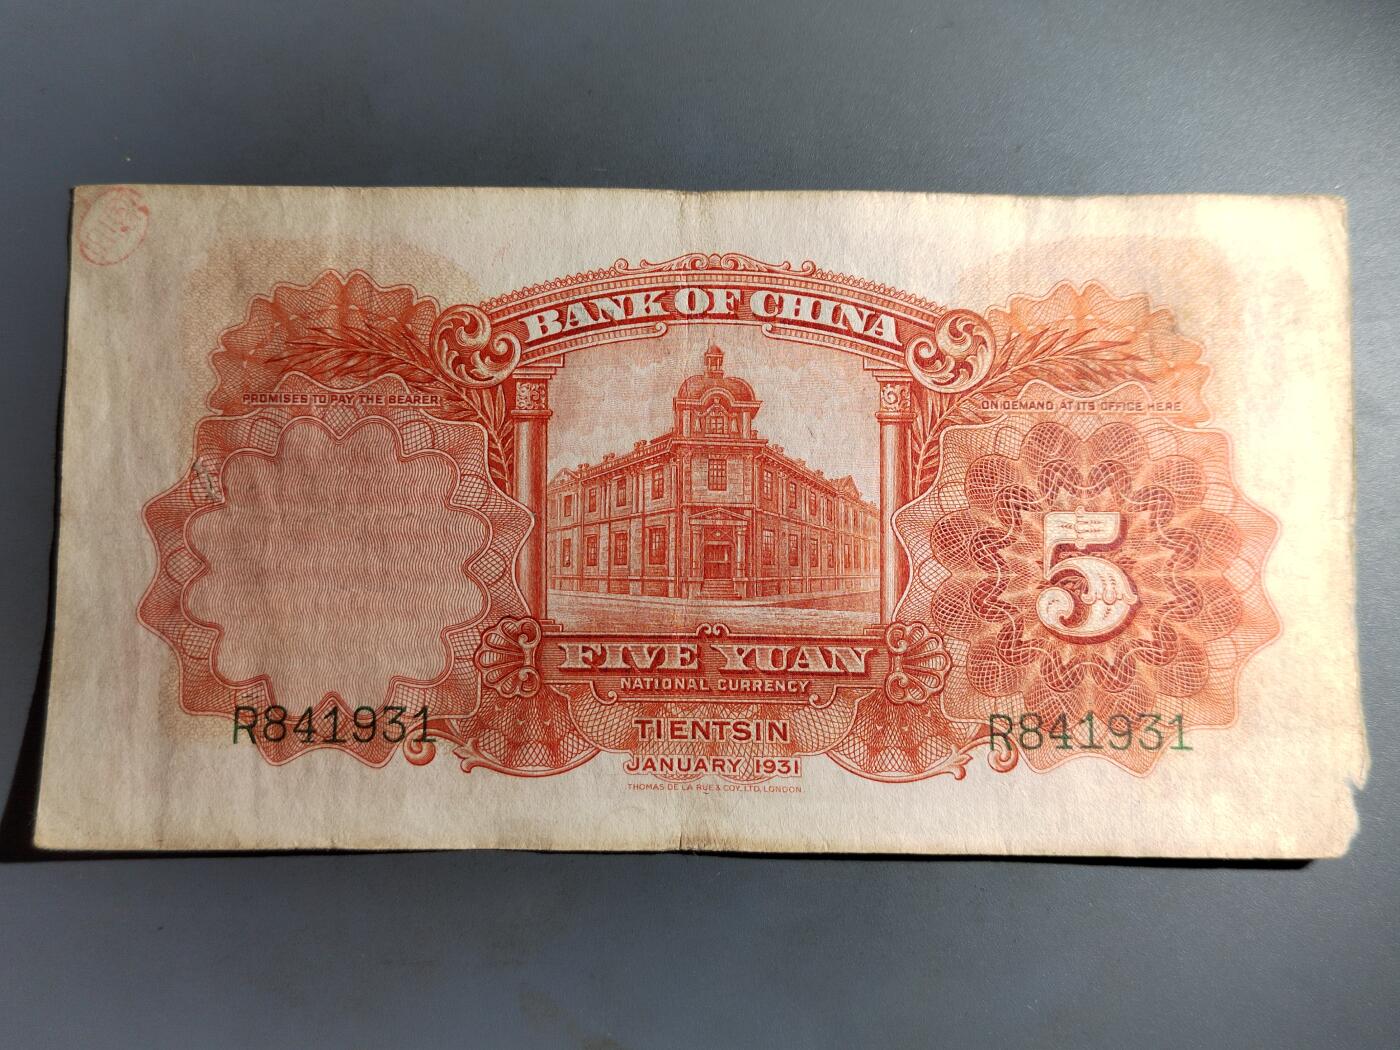 BANK OF CHINA
PROMISES TO PAY THE BEARER
ON DEMAND AT ITS OFFICE HERE
5
FIVE YUAN
NATIONAL CURRENCY
R841931
TIENTSIN
R841931
JANUARY 1931
THOMAS DE LA RUE & COY. LTD. LONDON